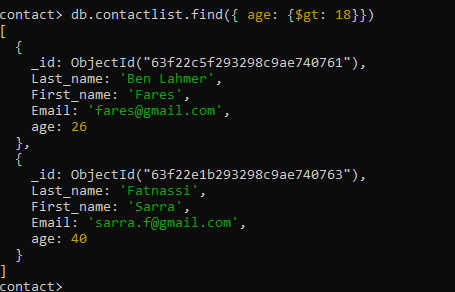 contact> db.contactlist.find({ age: {$gt: 18}})
[
  {
    _id: ObjectId("63f22c5f293298c9ae740761"),
    Last_name: 'Ben Lahmer',
    First_name: 'Fares',
    Email: 'fares@gmail.com',
    age: 26
  },
  {
    _id: ObjectId("63f22e1b293298c9ae740763"),
    Last_name: 'Fatnassi',
    First_name: 'Sarra',
    Email: 'sarra.f@gmail.com',
    age: 40
  }
]
contact>